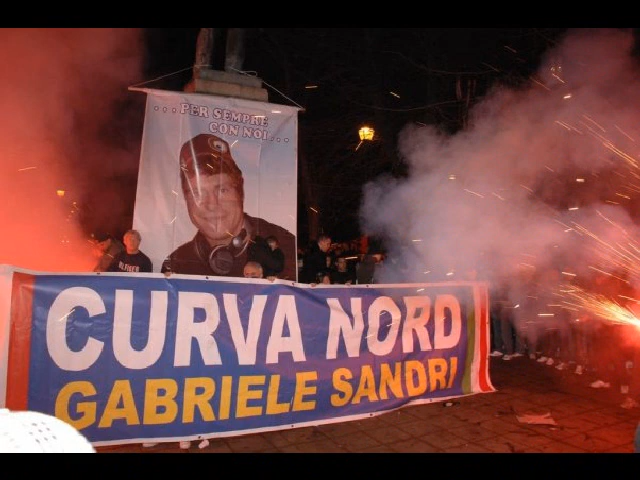 ...PER SEMPRE
CON NOI...
CURVA NORD
GABRIELE SANDRI